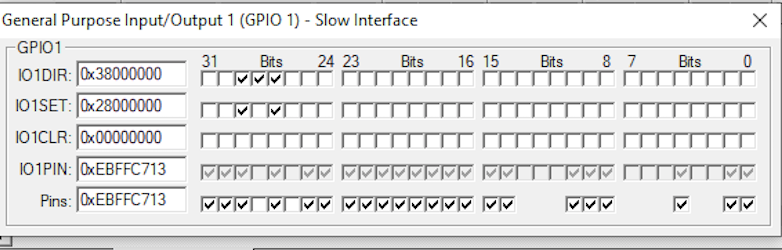 General Purpose Input/Output 1 (GPIO 1) - Slow Interface
GPIO1
31 Bits 24 23 Bits 16 15 Bits 8 7 Bits 0
IO1DIR: 0x38000000
IO1SET: 0x28000000
IO1CLR: 0x00000000
IO1PIN: 0xEBFFC713
Pins: 0xEBFFC713